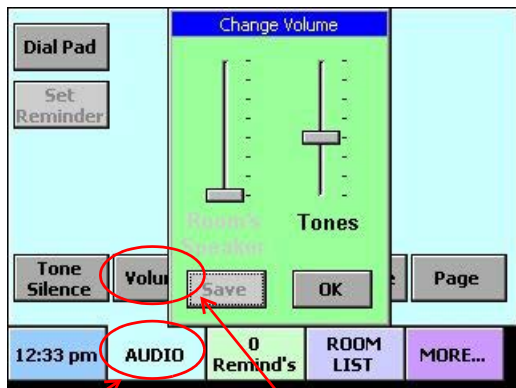 Change Volume
Dial Pad
Set
Reminder
Room's
Speaker
Tones
Tone
Silence
Volu
Save
OK
e
Page
12:33 pm
AUDIO
0
Remind's
ROOM
LIST
MORE...